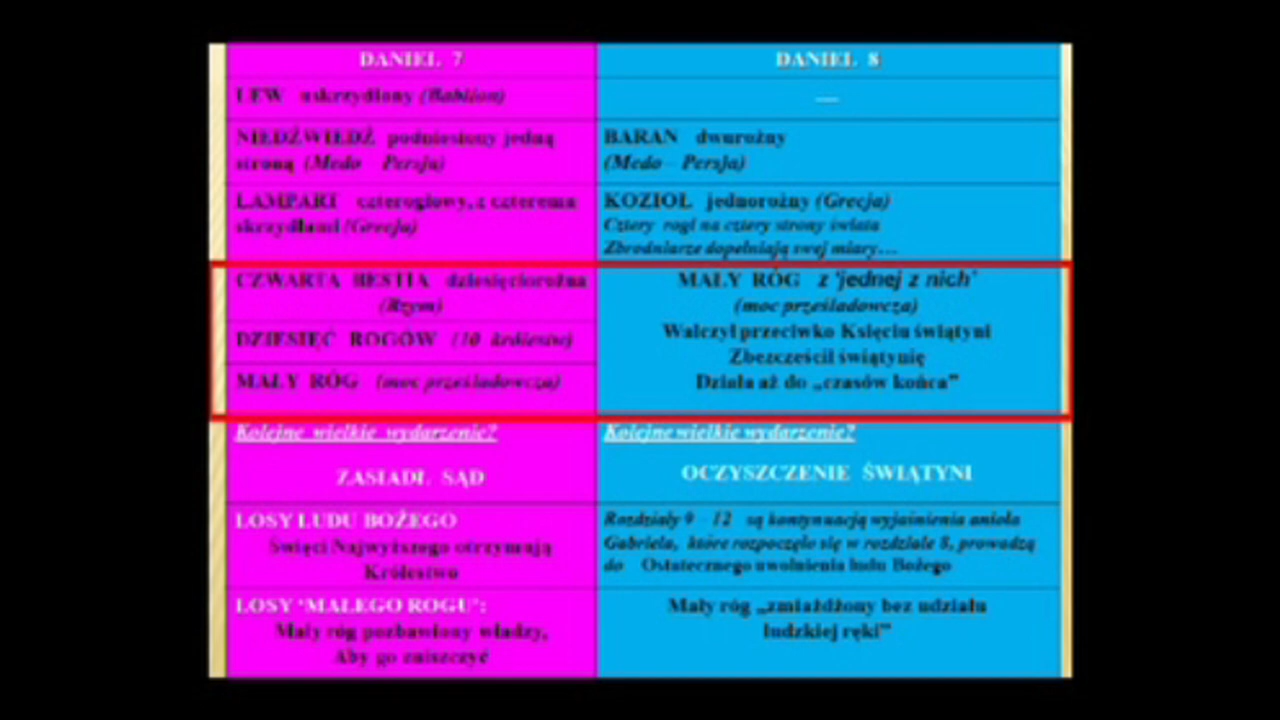 DANIEL 7
LEW uskrzydlony (Babilon)
NIEDŹWIEDŹ podniesiony jedną
stroną (Medo – Persja)
LAMPART czterogłowy, z czterema
skrzydłami (Grecja)
CZWARTA BESTIA dziesięciorożna
(Rzym)
DZIESIĘĆ ROGÓW (10 królestw)
MAŁY RÓG (moc prześladowcza)
Kolejne wielkie wydarzenie?
ZASIADŁ SĄD
LOSY LUDU BOŻEGO
Święci Najwyższego otrzymują
Królestwo
LOSY ‘MAŁEGO ROGU’:
Mały róg pozbawiony władzy,
Aby go zniszczyć
DANIEL 8
—
BARAN dwurożny
(Medo – Persja)
KOZIOŁ jednorożny (Grecja)
Cztery rogi na cztery strony świata
Zbrodniarze dopełniają swej miary…
MAŁY RÓG z ‘jednej z nich’
(moc prześladowcza)
Walczył przeciwko Księciu świątyni
Zbezcześcił świątynię
Działa aż do „czasów końca”
Kolejne wielkie wydarzenie?
OCZYSZCZENIE ŚWIĄTYNI
Rozdziały 9 – 12 są kontynuacją wyjaśnienia anioła
Gabriela, które rozpoczęło się w rozdziale 8, prowadzą
do Ostatecznego uwolnienia ludu Bożego
Mały róg „zmiażdżony bez udziału
ludzkiej ręki”